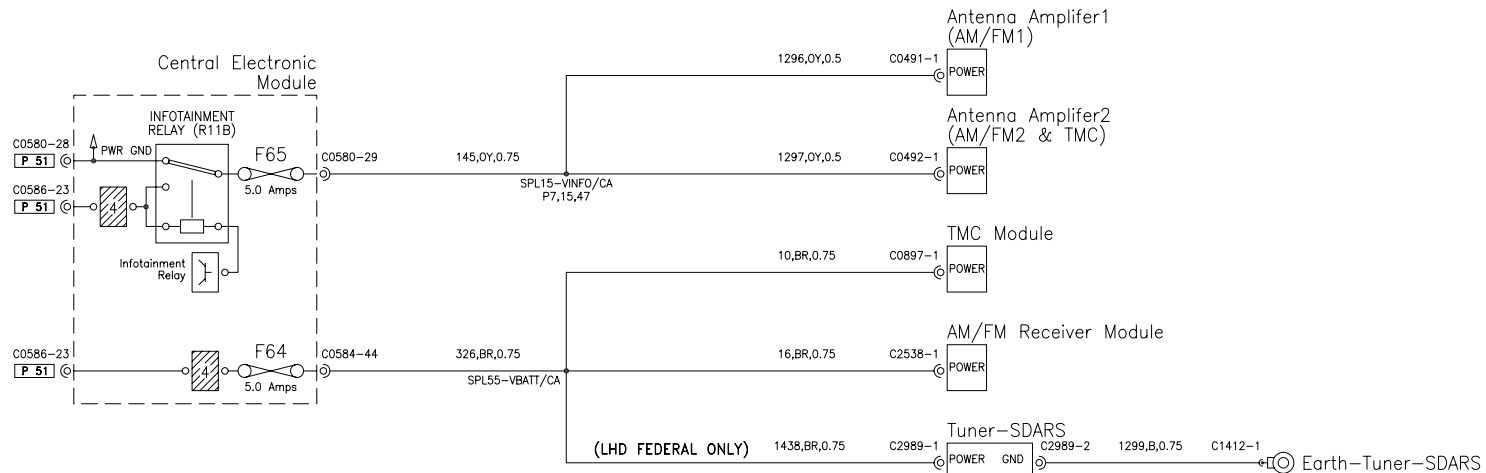 Antenna Amplifer1
(AM/FM1)
1296,OY,0.5
C0491-1
POWER
Central Electronic
Module
INFOTAINMENT
RELAY (R11B)
C0580-28
P 51
PWR GND
F65
5.0 Amps
C0580-29
145,OY,0.75
SPL15-VINFO/CA
P7,15,47
Antenna Amplifer2
(AM/FM2 & TMC)
1297,OY,0.5
C0492-1
POWER
C0586-23
P 51
4
Infotainment
Relay
TMC Module
10,BR,0.75
C0897-1
POWER
C0586-23
P 51
4
F64
5.0 Amps
C0584-44
326,BR,0.75
SPL55-VBATT/CA
AM/FM Receiver Module
16,BR,0.75
C2538-1
POWER
Tuner-SDARS
(LHD FEDERAL ONLY)
1438,BR,0.75
C2989-1
POWER GND
C2989-2
1299,B,0.75
C1412-1
Earth-Tuner-SDARS